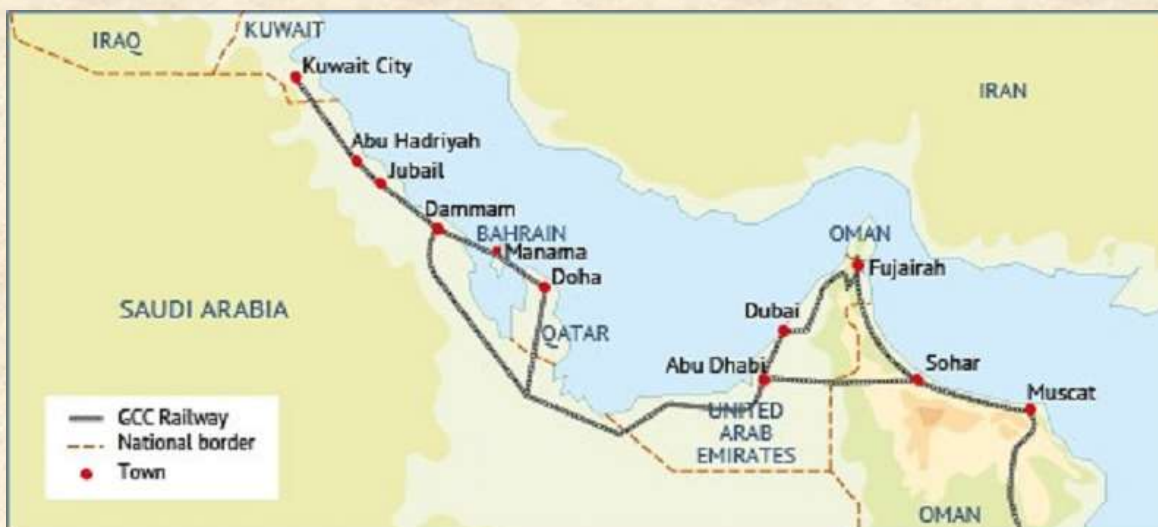 IRAQ
KUWAIT
Kuwait City
IRAN
Abu Hadriyah
Jubail
Dammam
BAHRAIN
Manama
Doha
OMAN
Fujairah
SAUDI ARABIA
QATAR
Dubai
Abu Dhabi
Sohar
Muscat
UNITED
ARAB
EMIRATES
GCC Railway
National border
Town
OMAN